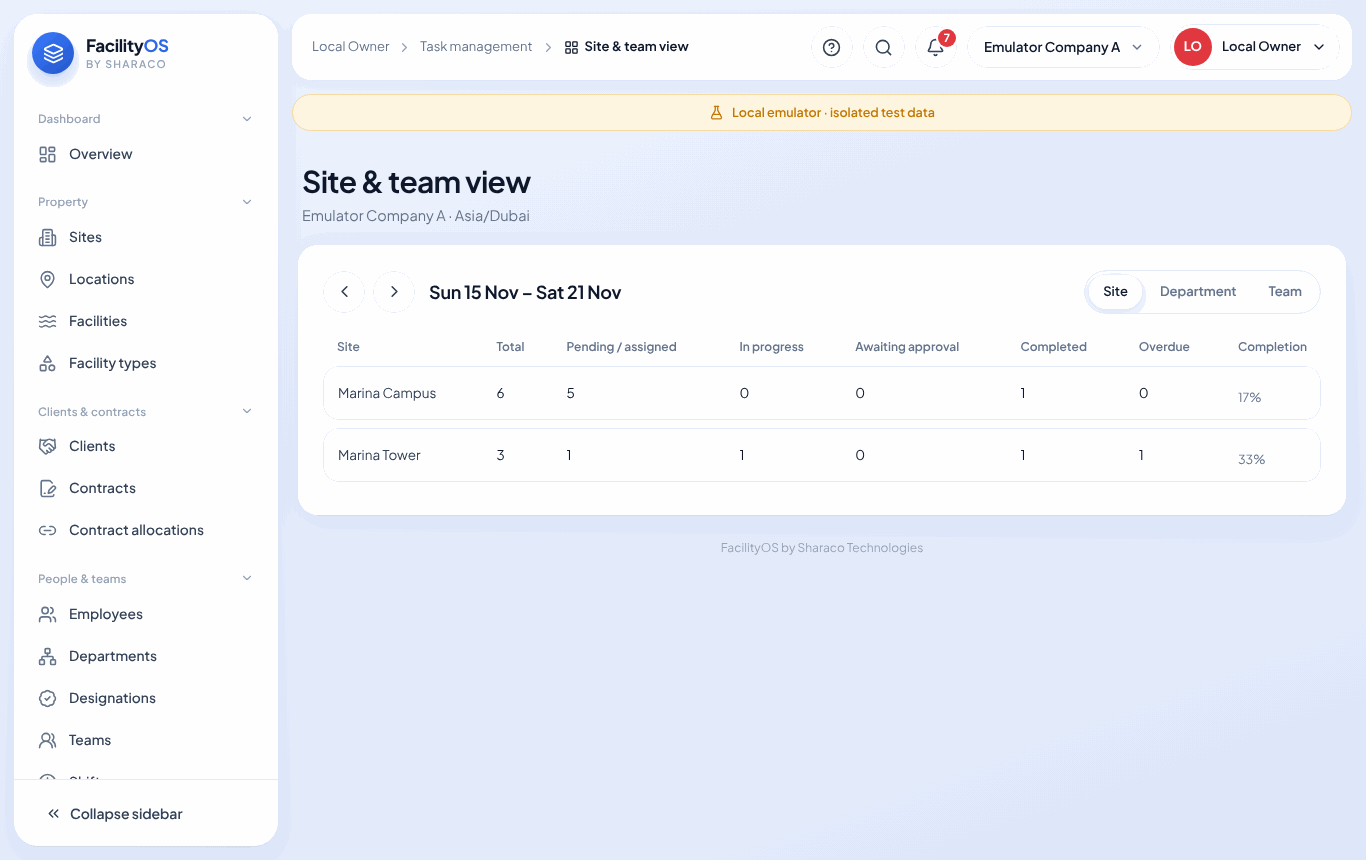 FacilityOS
BY SHARACO
Dashboard
Overview
Property
Sites
Locations
Facilities
Facility types
Clients & contracts
Clients
Contracts
Contract allocations
People & teams
Employees
Departments
Designations
Teams
Collapse sidebar
Local Owner Task management Site & team view
7
Emulator Company A
LO Local Owner
Local emulator · isolated test data
Site & team view
Emulator Company A · Asia/Dubai
Sun 15 Nov – Sat 21 Nov
Site Department Team
Site Total Pending / assigned In progress Awaiting approval Completed Overdue Completion
Marina Campus 6 5 0 0 1 0 17%
Marina Tower 3 1 1 0 1 1 33%
FacilityOS by Sharaco Technologies